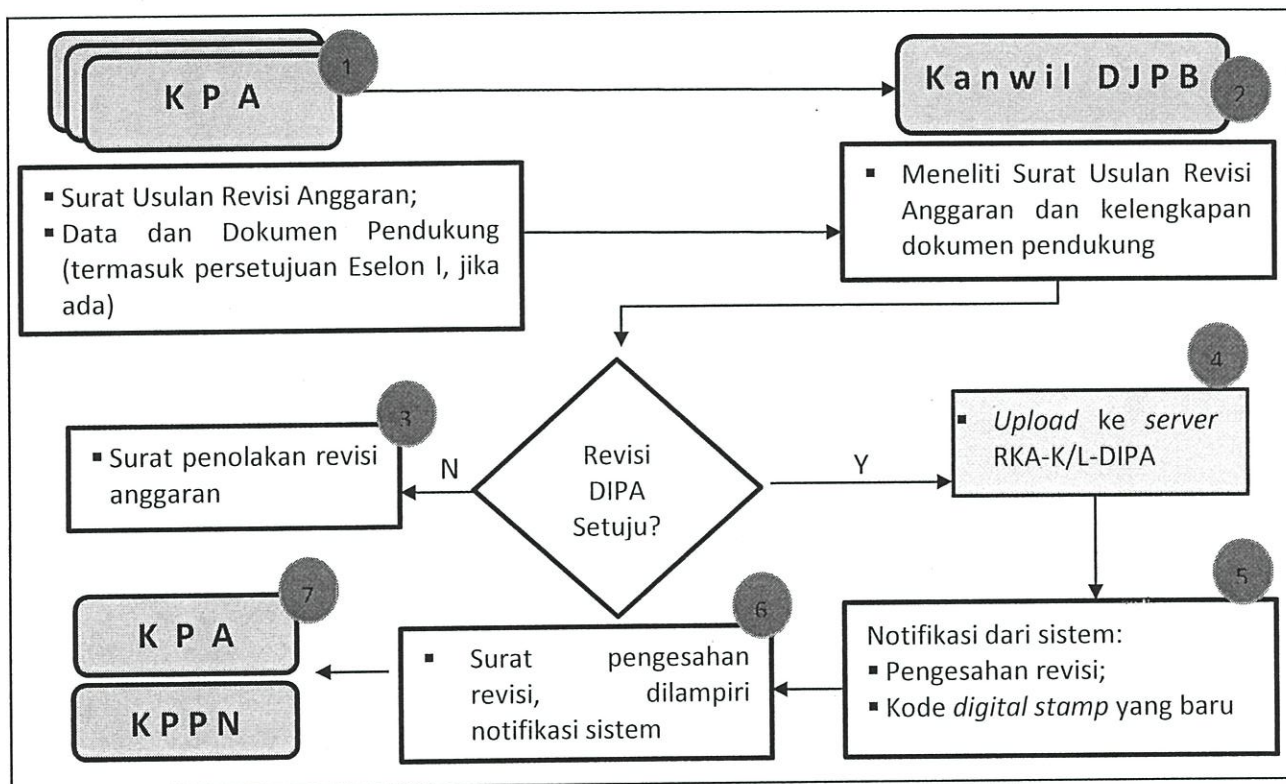 K P A
1
Kanwil DJPB
2
▪ Surat Usulan Revisi Anggaran;
▪ Data dan Dokumen Pendukung
(termasuk persetujuan Eselon I, jika
ada)
▪ Meneliti Surat Usulan Revisi
Anggaran dan kelengkapan
dokumen pendukung
3
▪ Surat penolakan revisi
anggaran
N
Revisi
DIPA
Setuju?
Y
4
▪ Upload ke server
RKA-K/L-DIPA
5
Notifikasi dari sistem:
▪ Pengesahan revisi;
▪ Kode digital stamp yang baru
6
▪ Surat pengesahan
revisi, dilampiri
notifikasi sistem
7
K P A
KPPN